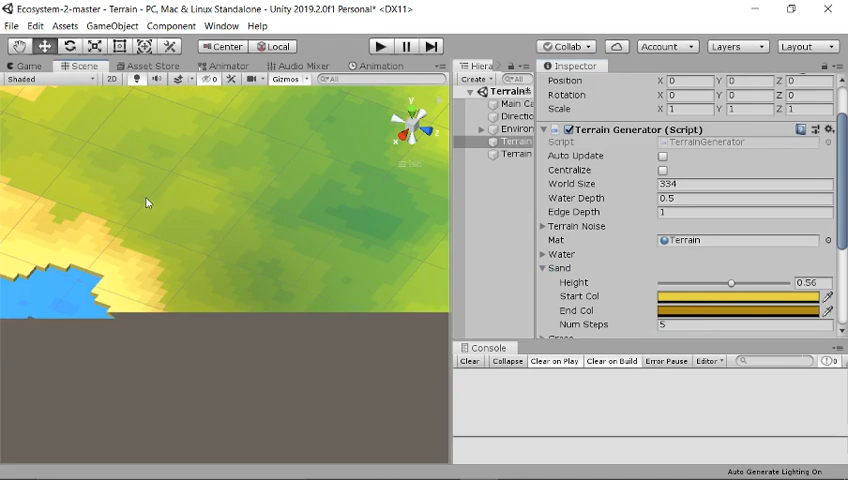 Ecosystem-2-master - Terrain - PC, Mac & Linux Standalone - Unity 2019.2.0f1 Personal* <DX11>
File Edit Assets GameObject Component Window Help
Center Local Collab Account Layers Layout
Game Scene Asset Store Animator Audio Mixer Animation Hiera Inspector
Shaded 2D Gizmos All Create All
Terrain*
Main Ca
Directio
Environ
Terrain
Terrain
y
x
z
Iso
Position X 0 Y 0 Z 0
Rotation X 0 Y 0 Z 0
Scale X 1 Y 1 Z 1
Terrain Generator (Script)
Script TerrainGenerator
Auto Update
Centralize
World Size 334
Water Depth 0.5
Edge Depth 1
Terrain Noise
Mat Terrain
Water
Sand
Height 0.56
Start Col
End Col
Num Steps 5
Console
Clear Collapse Clear on Play Clear on Build Error Pause Editor 0
Auto Generate Lighting On